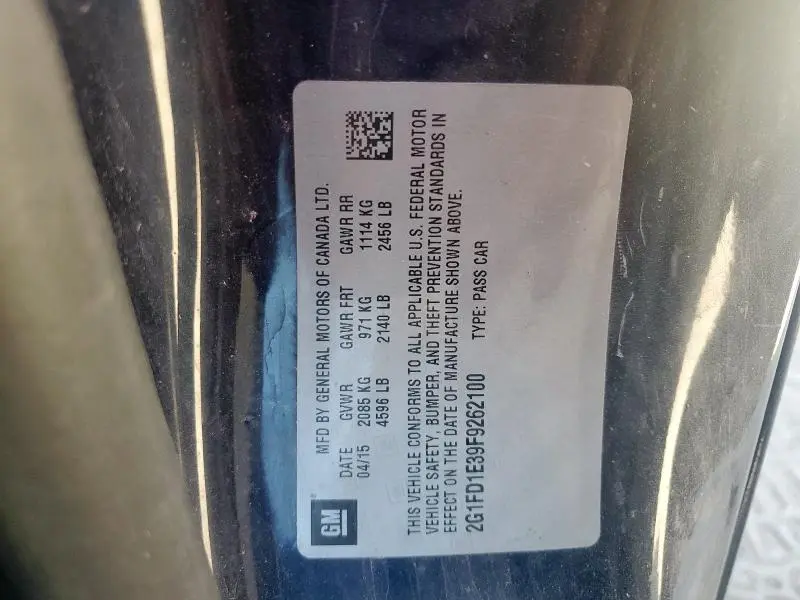 GM®
MFD BY GENERAL MOTORS OF CANADA LTD.
DATE GVWR GAWR FRT GAWR RR
04/15 2085 KG 971 KG 1114 KG
4596 LB 2140 LB 2456 LB
THIS VEHICLE CONFORMS TO ALL APPLICABLE U.S. FEDERAL MOTOR
VEHICLE SAFETY, BUMPER, AND THEFT PREVENTION STANDARDS IN
EFFECT ON THE DATE OF MANUFACTURE SHOWN ABOVE.
2G1FD1E39F9262100 TYPE: PASS CAR